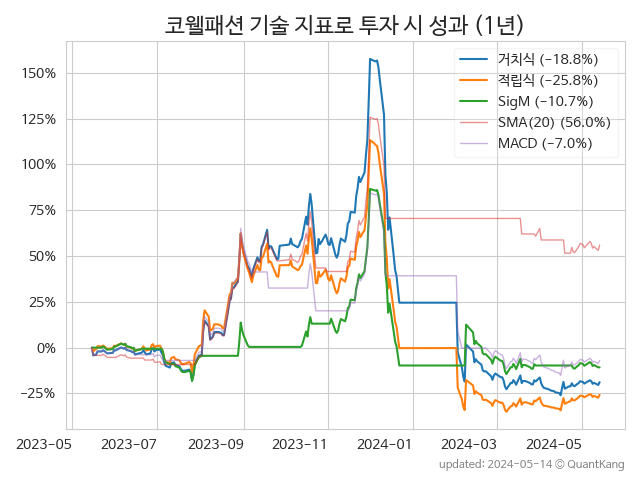 코웰패션 기술 지표로 투자 시 성과 (1년)
거치식 (−18.8%)
적립식 (−25.8%)
SigM (−10.7%)
SMA(20) (56.0%)
MACD (−7.0%)
150%
125%
100%
75%
50%
25%
0%
−25%
2023-05 2023-07 2023-09 2023-11 2024-01 2024-03 2024-05
updated: 2024-05-14 © QuantKang